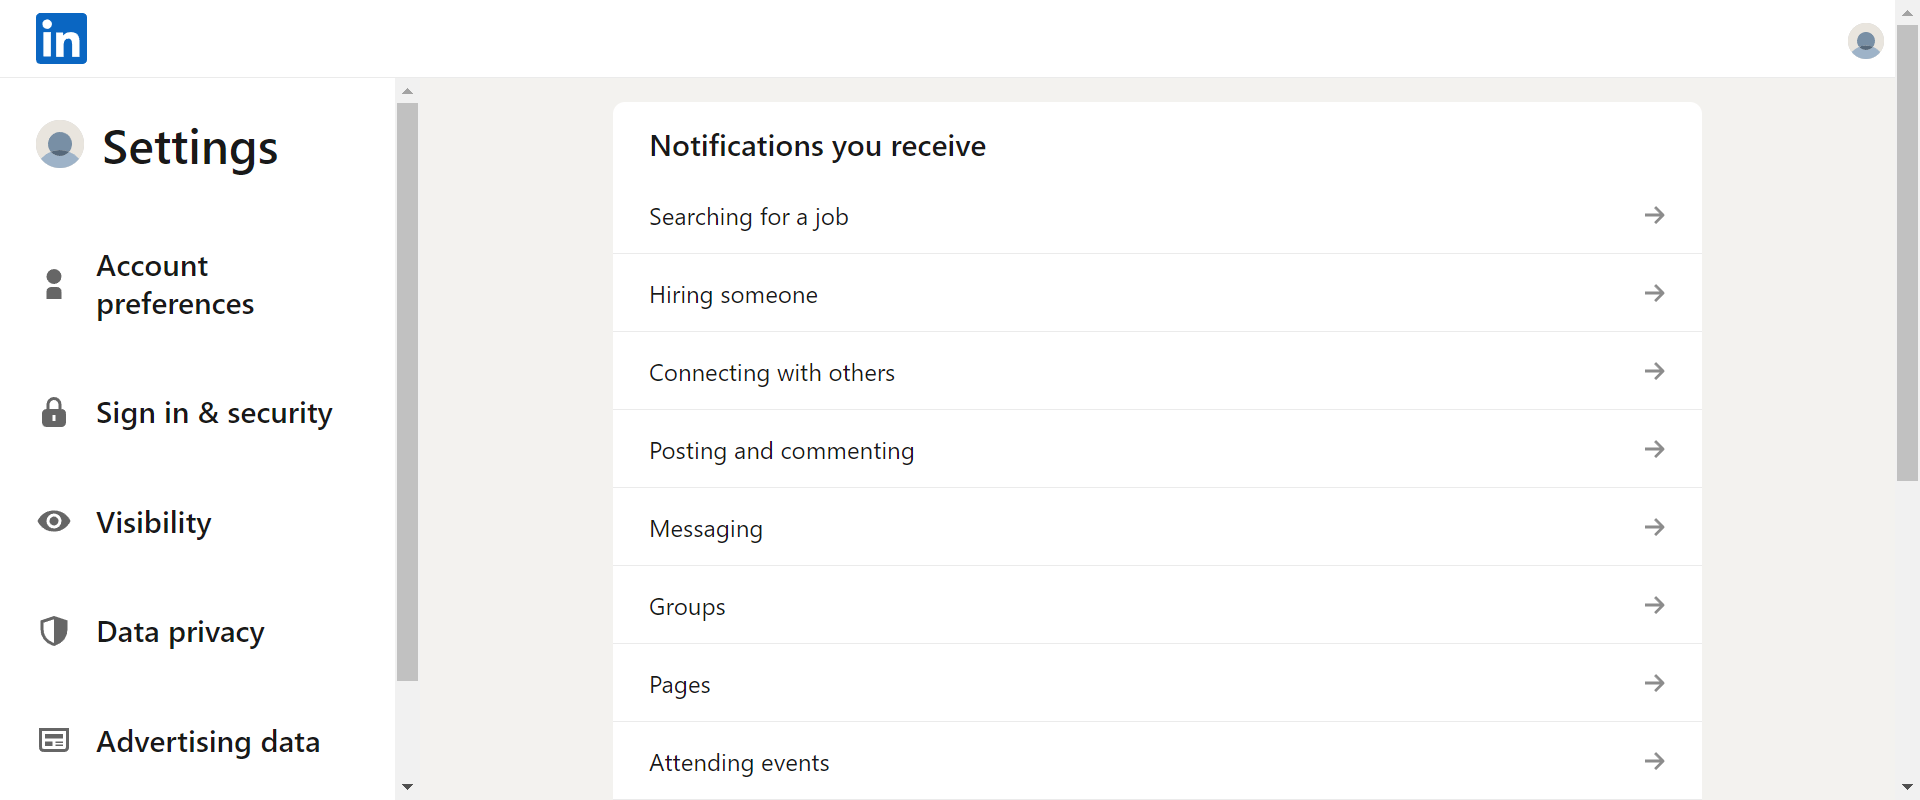 in
Settings
Account
preferences
Sign in & security
Visibility
Data privacy
Advertising data
Notifications you receive
Searching for a job
Hiring someone
Connecting with others
Posting and commenting
Messaging
Groups
Pages
Attending events